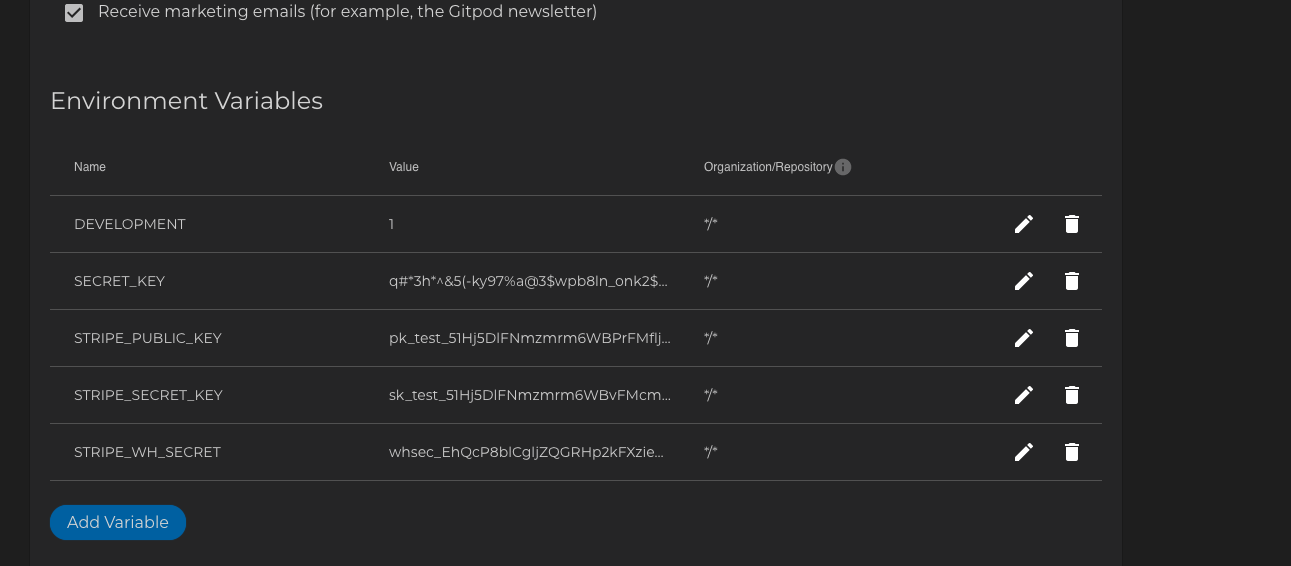 Receive marketing emails (for example, the Gitpod newsletter)
Environment Variables
Name Value Organization/Repository
DEVELOPMENT 1 */*
SECRET_KEY q#*3h*^&5(-ky97%a@3$wpb8ln_onk2$... */*
STRIPE_PUBLIC_KEY pk_test_51Hj5DlFNmzmrm6WBPrFMflj... */*
STRIPE_SECRET_KEY sk_test_51Hj5DlFNmzmrm6WBvFMcm... */*
STRIPE_WH_SECRET whsec_EhQcP8blCgljZQGRHp2kFXzie... */*
Add Variable